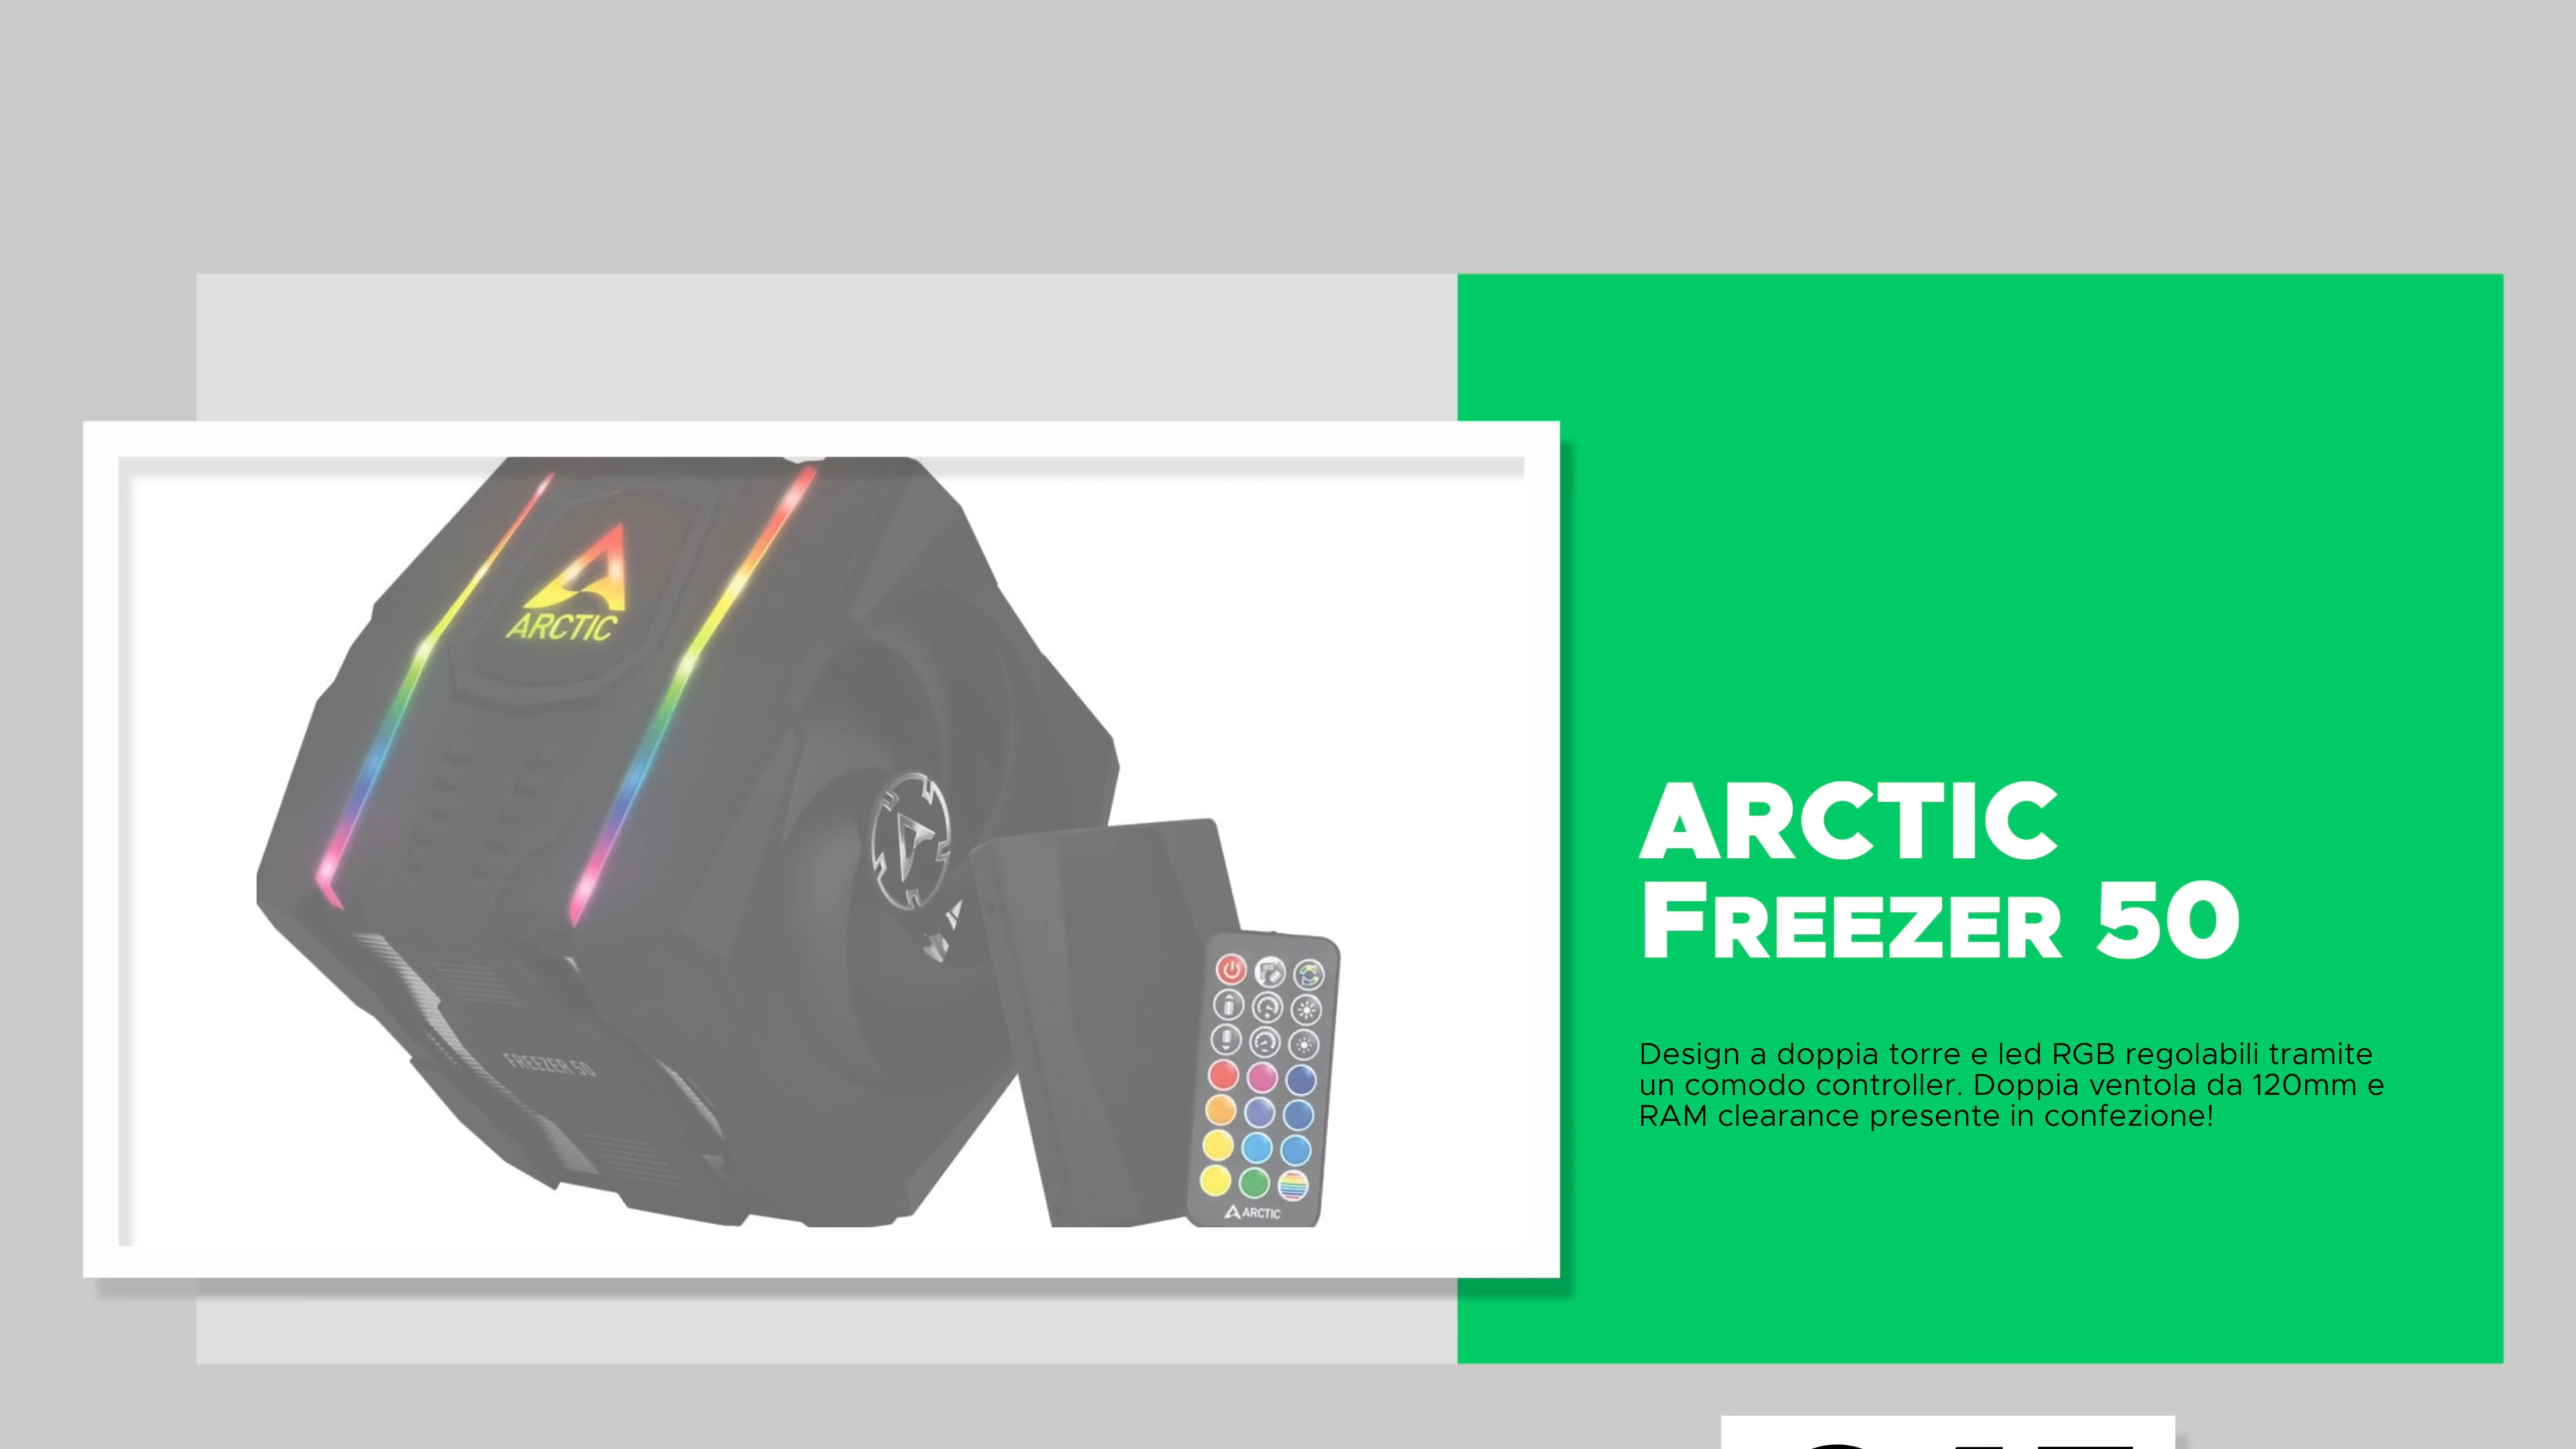 ARCTIC
FREEZER 50
ARCTIC
ARCTIC
FREEZER 50
Design a doppia torre e led RGB regolabili tramite
un comodo controller. Doppia ventola da 120mm e
RAM clearance presente in confezione!